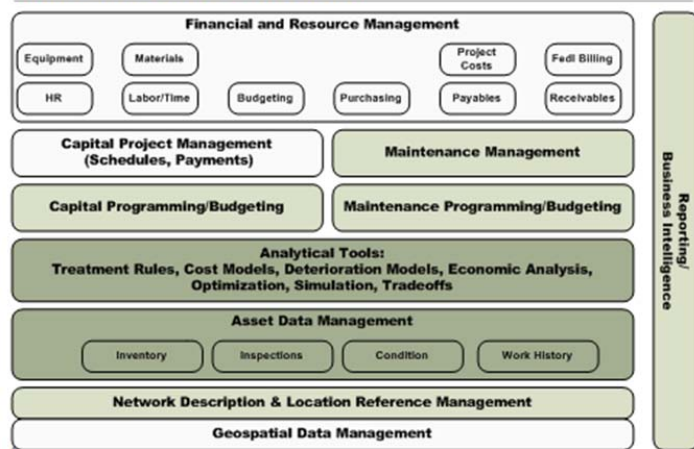 Financial and Resource Management
Equipment
Materials
Project
Costs
Fedl Billing
HR
Labor/Time
Budgeting
Purchasing
Payables
Receivables
Capital Project Management
(Schedules, Payments)
Maintenance Management
Capital Programming/Budgeting
Maintenance Programming/Budgeting
Analytical Tools:
Treatment Rules, Cost Models, Deterioration Models, Economic Analysis,
Optimization, Simulation, Tradeoffs
Asset Data Management
Inventory
Inspections
Condition
Work History
Network Description & Location Reference Management
Geospatial Data Management
Reporting/
Business Intelligence